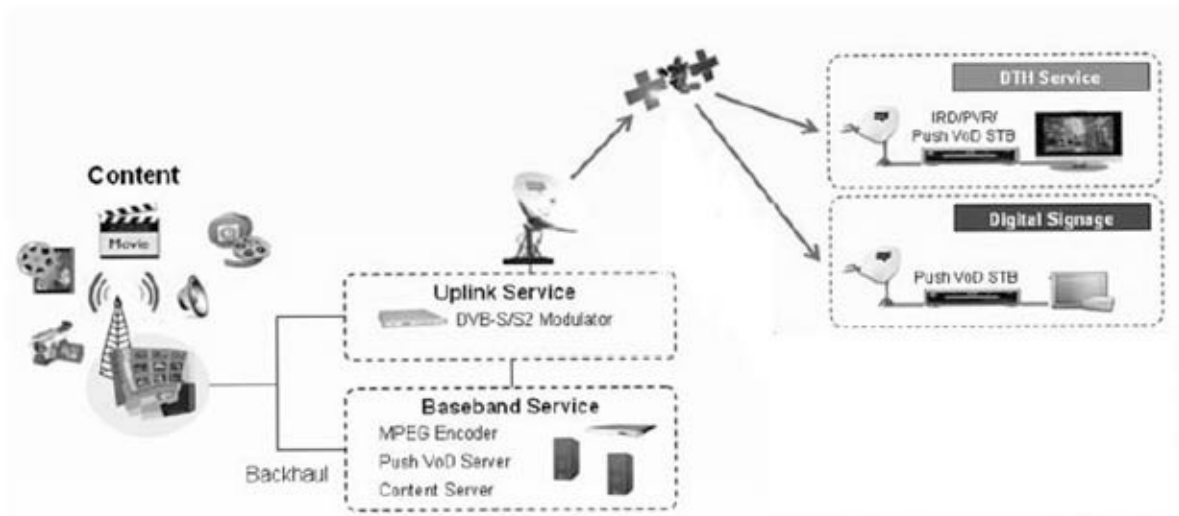 Content
Movie
Backhaul
Uplink Service
DVB-S/S2 Modulator
Baseband Service
MPEG Encoder
Push VoD Server
Content Server
DTH Service
IRD/PVR/
Push VoD STB
Digital Signage
Push VoD STB